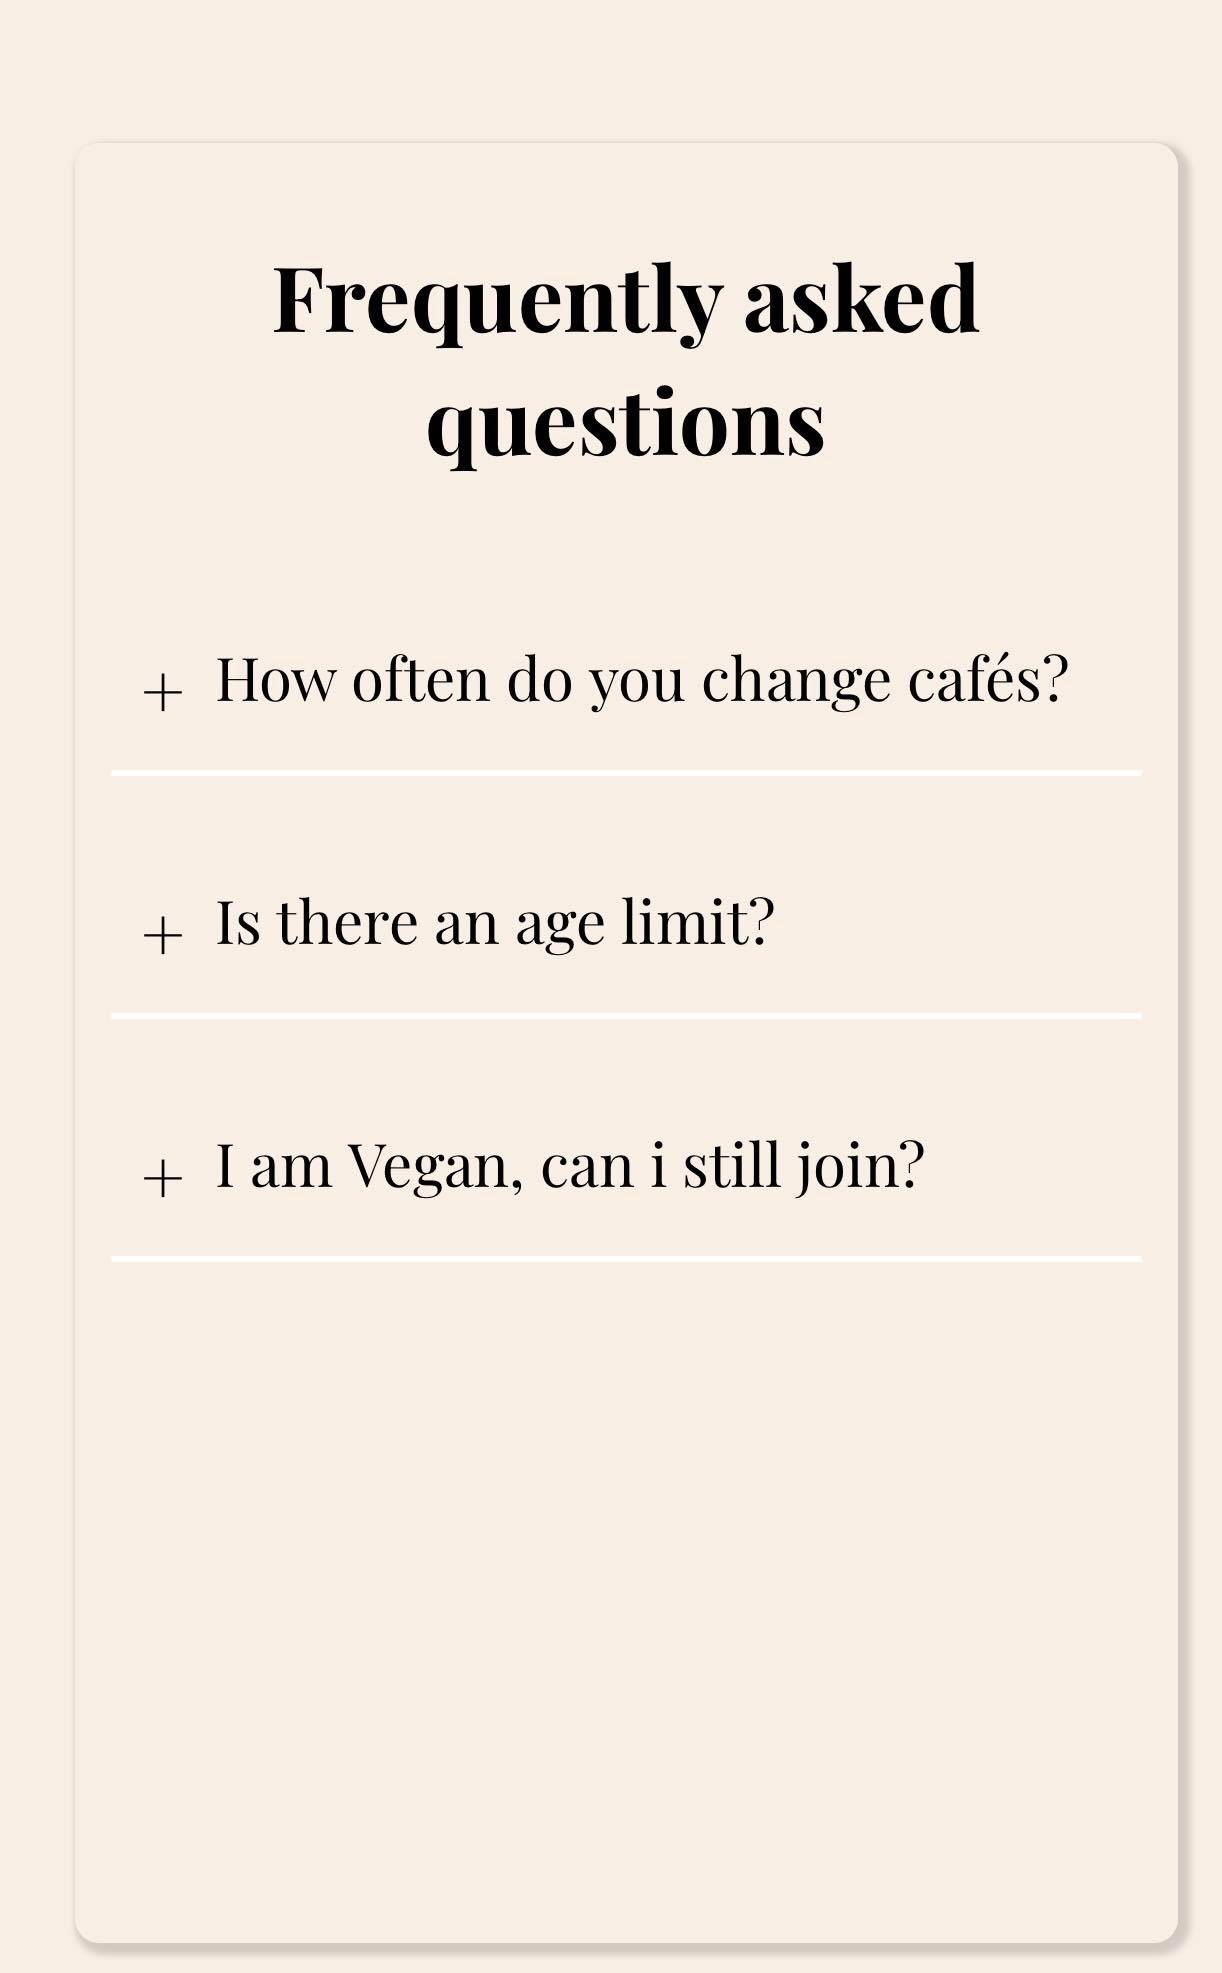 Frequently asked
questions
+ How often do you change cafés?
+ Is there an age limit?
+ I am Vegan, can i still join?